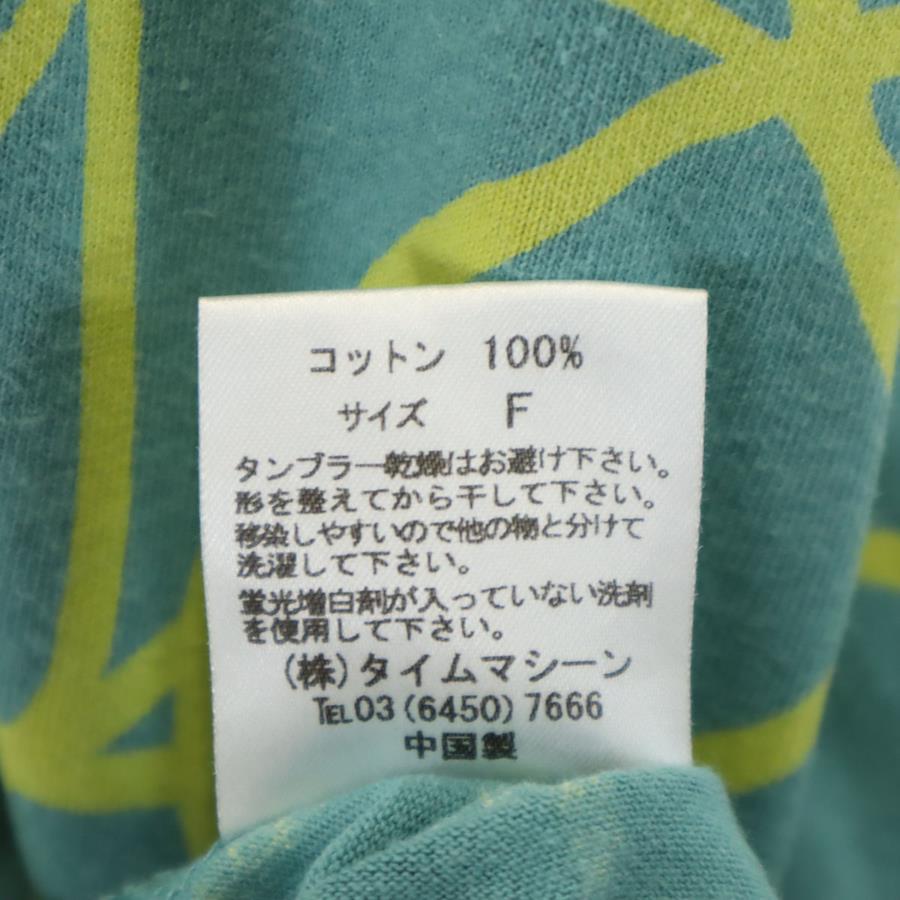 コットン 100%
サイズ F
タンブラー乾燥はお避け下さい。
形を整えてから干して下さい。
移染しやすいので他の物と分けて
洗濯して下さい。
蛍光増白剤が入っていない洗剤
を使用して下さい。
(株)タイムマシーン
TEL03(6450)7666
中国製